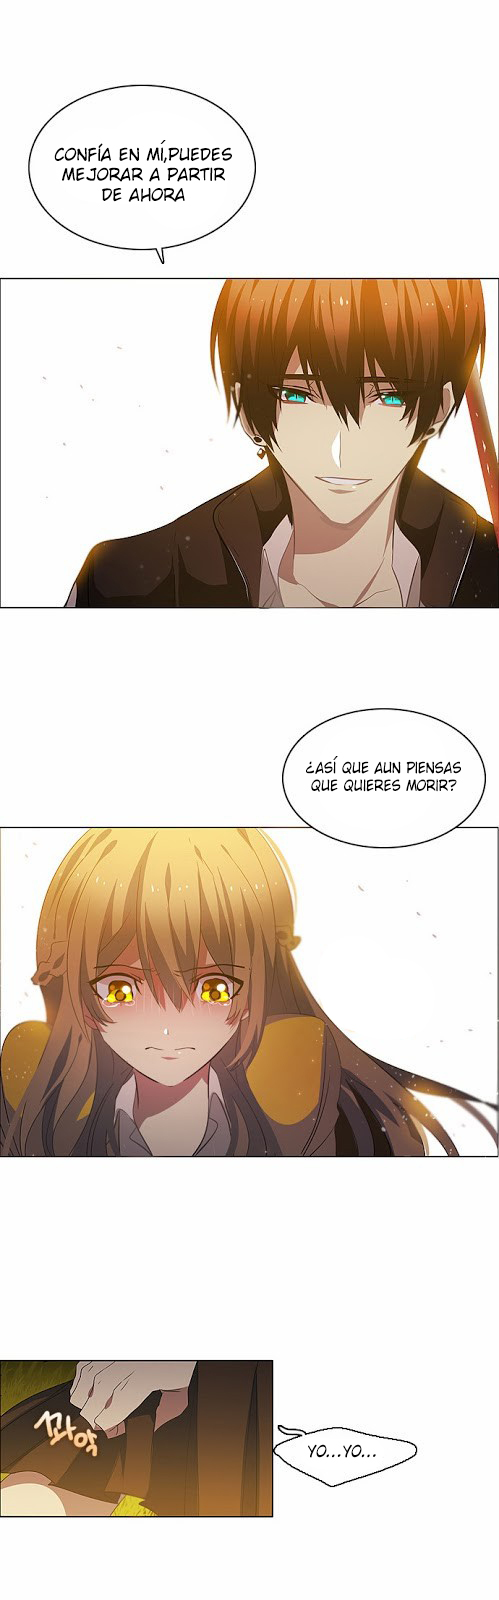 CONFÍA EN MÍ,PUEDES
MEJORAR A PARTIR
DE AHORA
¿ASÍ QUE AUN PIENSAS
QUE QUIERES MORIR?
꽈악
YO...YO...